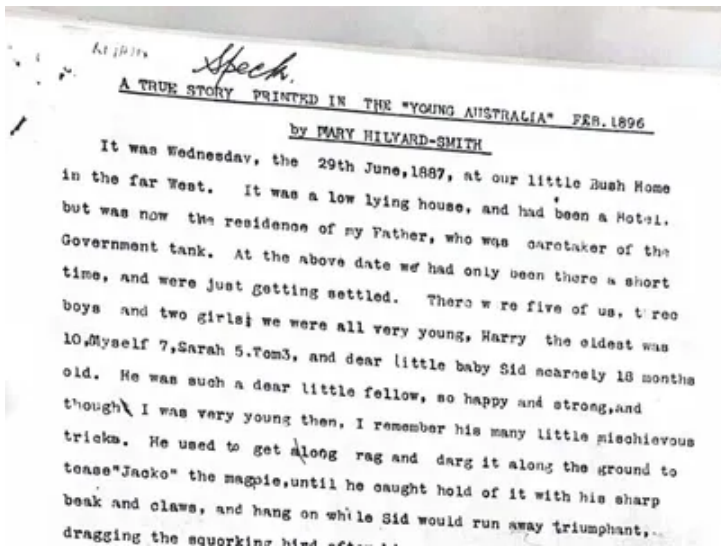 Speck.
A TRUE STORY PRINTED IN THE "YOUNG AUSTRALIA" FEB.1896
by MARY HILYARD-SMITH
It was Wednesday, the 29th June,1887, at our little Bush Home
in the far West. It was a low lying house, and had been a Hotel.
but was now the residence of my Father, who was caretaker of the
Government tank. At the above date we had only been there a short
time, and were just getting settled. There w re five of us, t ree
boys and two girls; we were all very young, Harry the eldest was
10,Myself 7,Sarah 5.Tom3, and dear little baby Sid scarcely 18 months
old. He was such a dear little fellow, so happy and strong,and
though I was very young then, I remember his many little mischievous
tricks. He used to get along rag and darg it along the ground to
tease"Jacko" the magpie,until he caught hold of it with his sharp
beak and claws, and hang on while Sid would run away triumphant,
dragging the squorking bird after